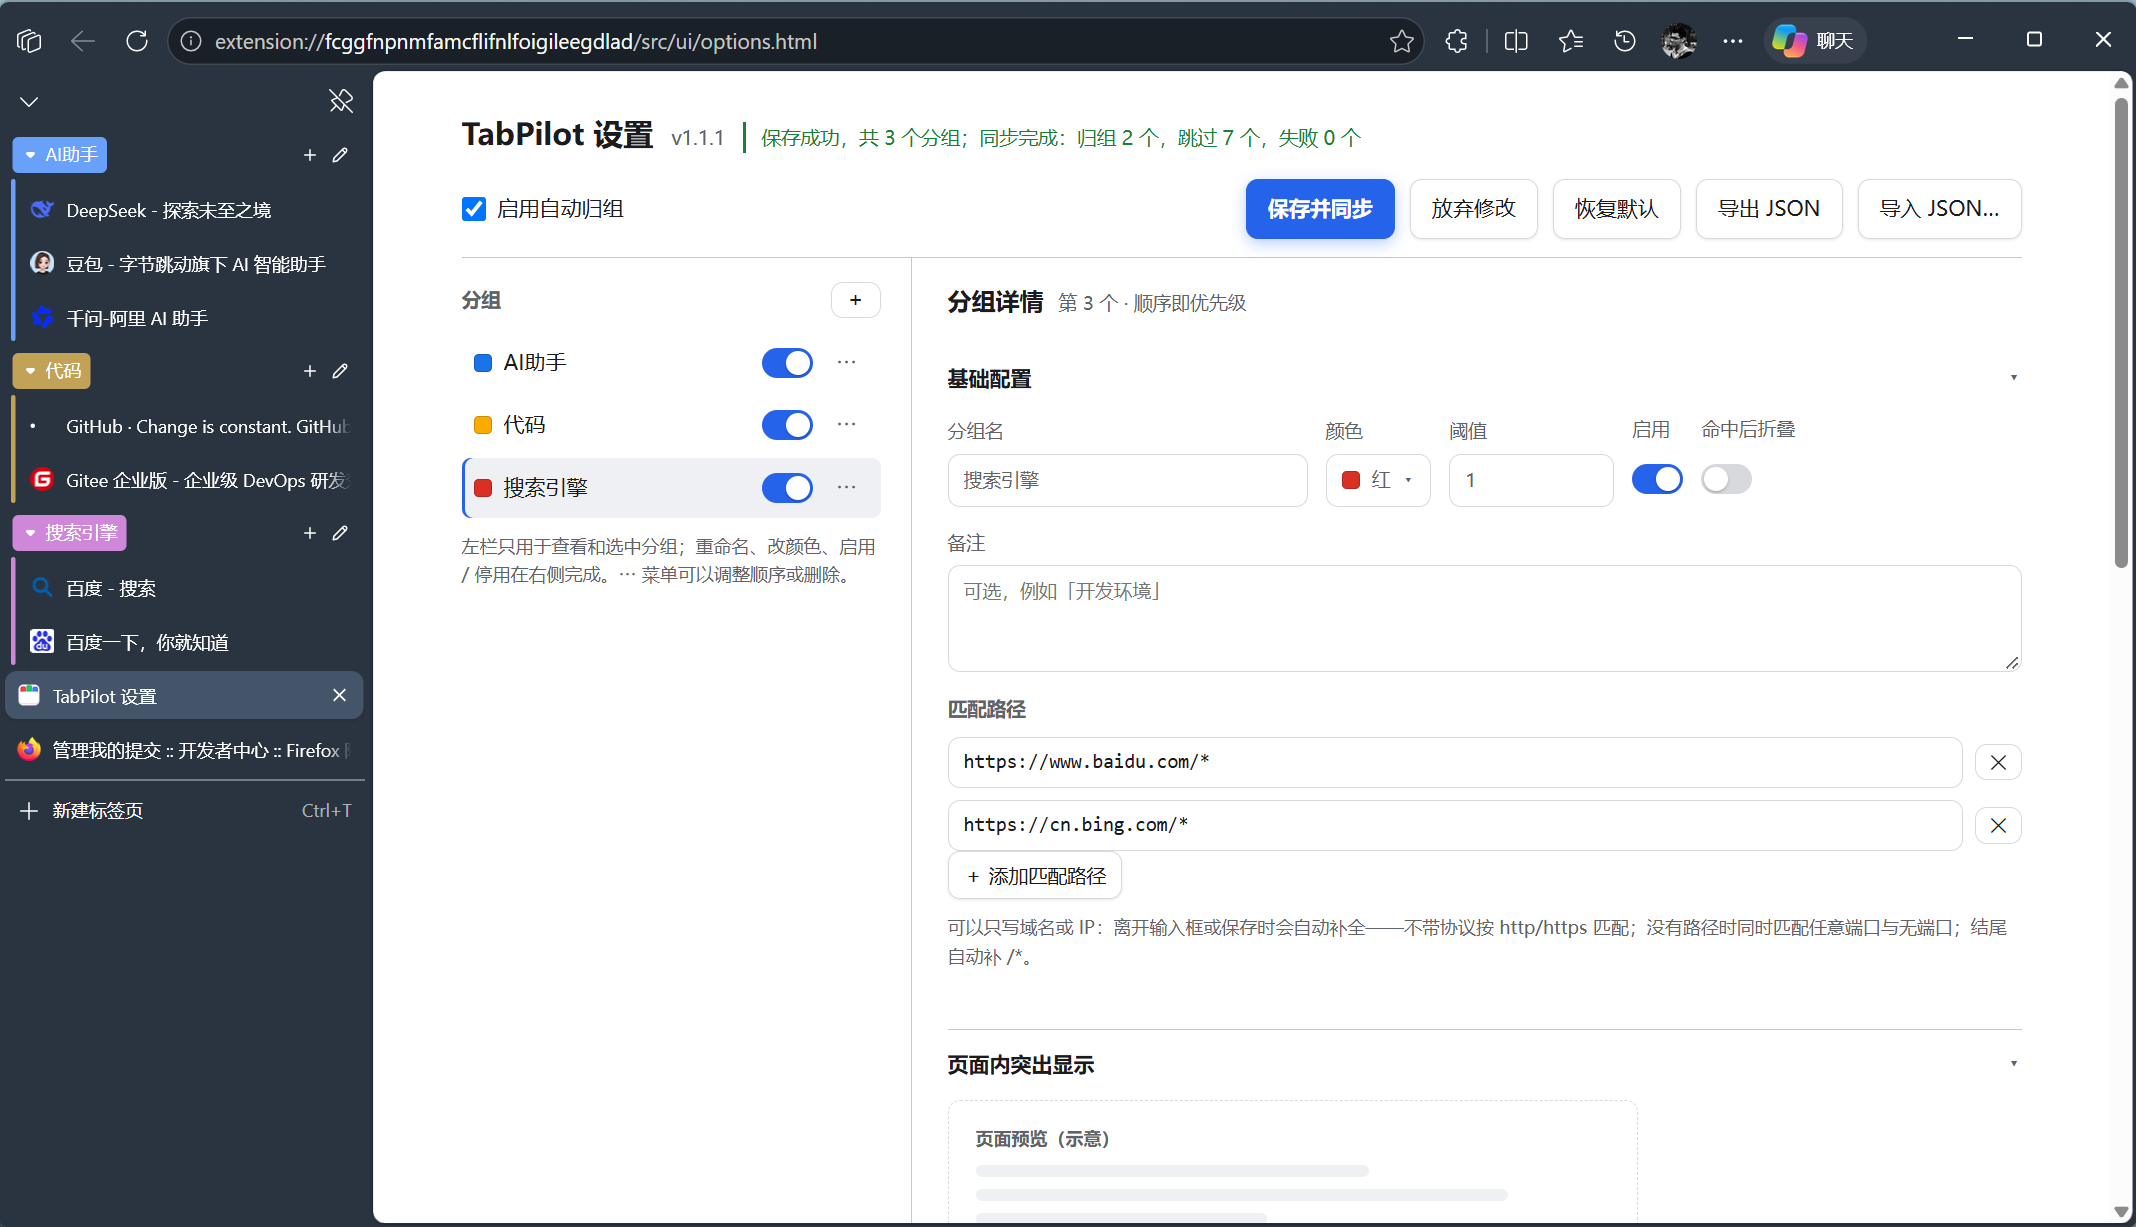 extension://fcggfnpnmfamcflifnlfoigileegdlad/src/ui/options.html
聊天
AI助手
DeepSeek - 探索未至之境
豆包 - 字节跳动旗下 AI 智能助手
千问-阿里 AI 助手
代码
GitHub · Change is constant. GitHub
Gitee 企业版 - 企业级 DevOps 研发
搜索引擎
百度 - 搜索
百度一下，你就知道
TabPilot 设置
管理我的提交 :: 开发者中心 :: Firefox
新建标签页 Ctrl+T
TabPilot 设置 v1.1.1 保存成功，共 3 个分组；同步完成：归组 2 个，跳过 7 个，失败 0 个
启用自动归组
保存并同步 放弃修改 恢复默认 导出 JSON 导入 JSON...
分组 +
AI助手 ···
代码 ···
搜索引擎 ···
左栏只用于查看和选中分组；重命名、改颜色、启用
/ 停用在右侧完成。··· 菜单可以调整顺序或删除。
分组详情 第 3 个 · 顺序即优先级
基础配置
分组名 颜色 阈值 启用 命中后折叠
搜索引擎 红 1
备注
可选，例如「开发环境」
匹配路径
https://www.baidu.com/*
https://cn.bing.com/*
+ 添加匹配路径
可以只写域名或 IP：离开输入框或保存时会自动补全——不带协议按 http/https 匹配；没有路径时同时匹配任意端口与无端口；结尾
自动补 /*。
页面内突出显示
页面预览（示意）